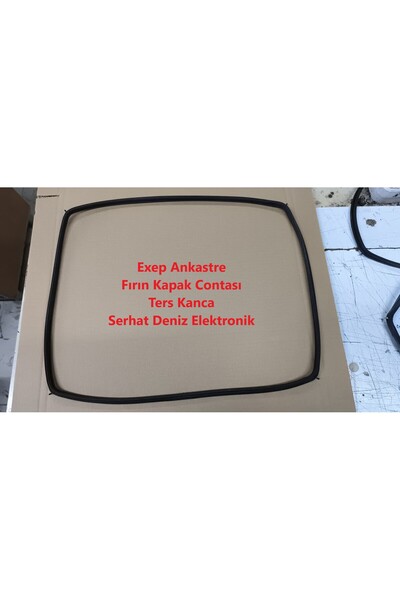 Exep Ankastre
Fırın Kapak Contası
Ters Kanca
Serhat Deniz Elektronik